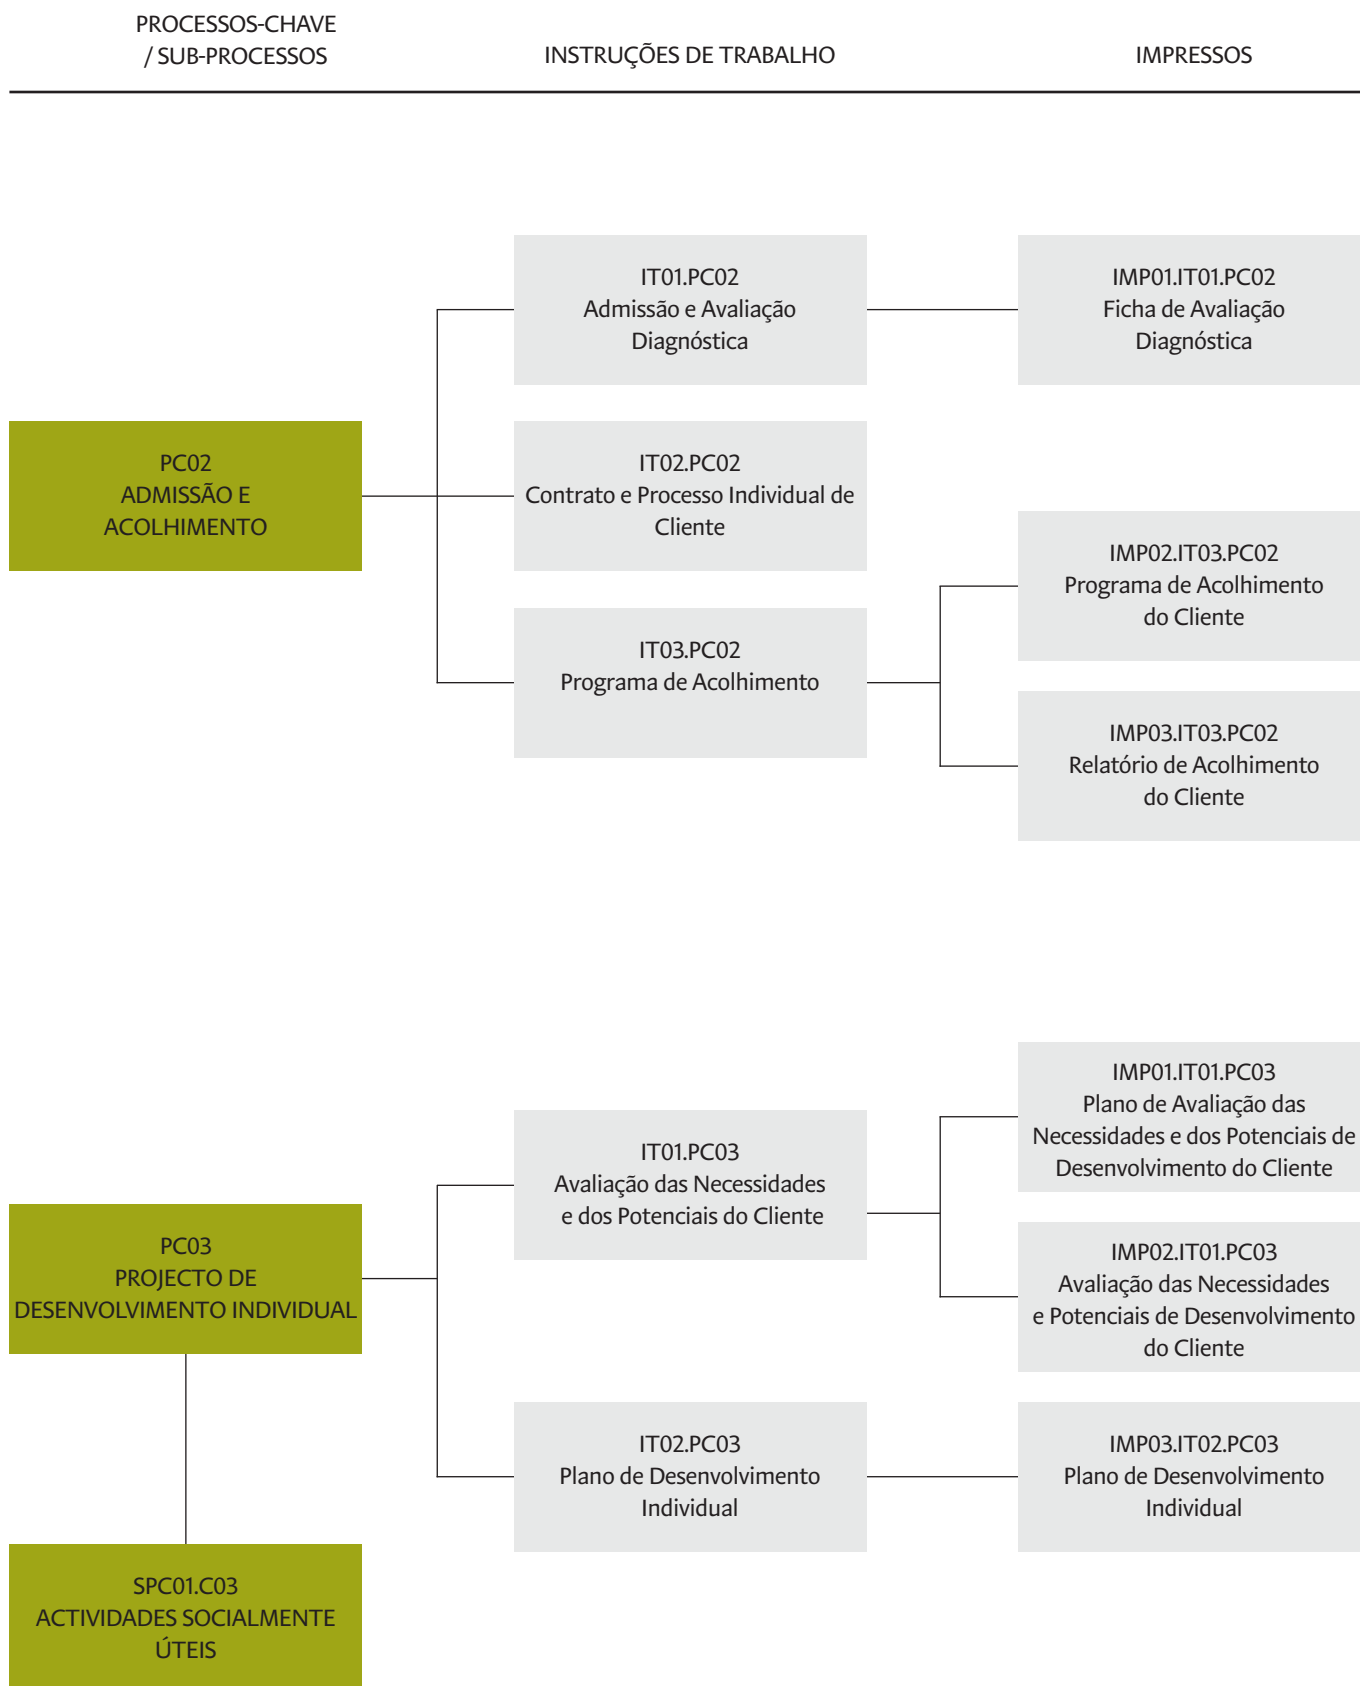 PROCESSOS-CHAVE
/ SUB-PROCESSOS
INSTRUÇÕES DE TRABALHO
IMPRESSOS
IT01.PC02
Admissão e Avaliação
Diagnóstica
IMP01.IT01.PC02
Ficha de Avaliação
Diagnóstica
PC02
ADMISSÃO E
ACOLHIMENTO
IT02.PC02
Contrato e Processo Individual de
Cliente
IT03.PC02
Programa de Acolhimento
IMP02.IT03.PC02
Programa de Acolhimento
do Cliente
IMP03.IT03.PC02
Relatório de Acolhimento
do Cliente
PC03
PROJECTO DE
DESENVOLVIMENTO INDIVIDUAL
IT01.PC03
Avaliação das Necessidades
e dos Potenciais do Cliente
IMP01.IT01.PC03
Plano de Avaliação das
Necessidades e dos Potenciais de
Desenvolvimento do Cliente
IMP02.IT01.PC03
Avaliação das Necessidades
e Potenciais de Desenvolvimento
do Cliente
IT02.PC03
Plano de Desenvolvimento
Individual
IMP03.IT02.PC03
Plano de Desenvolvimento
Individual
SPC01.C03
ACTIVIDADES SOCIALMENTE
ÚTEIS